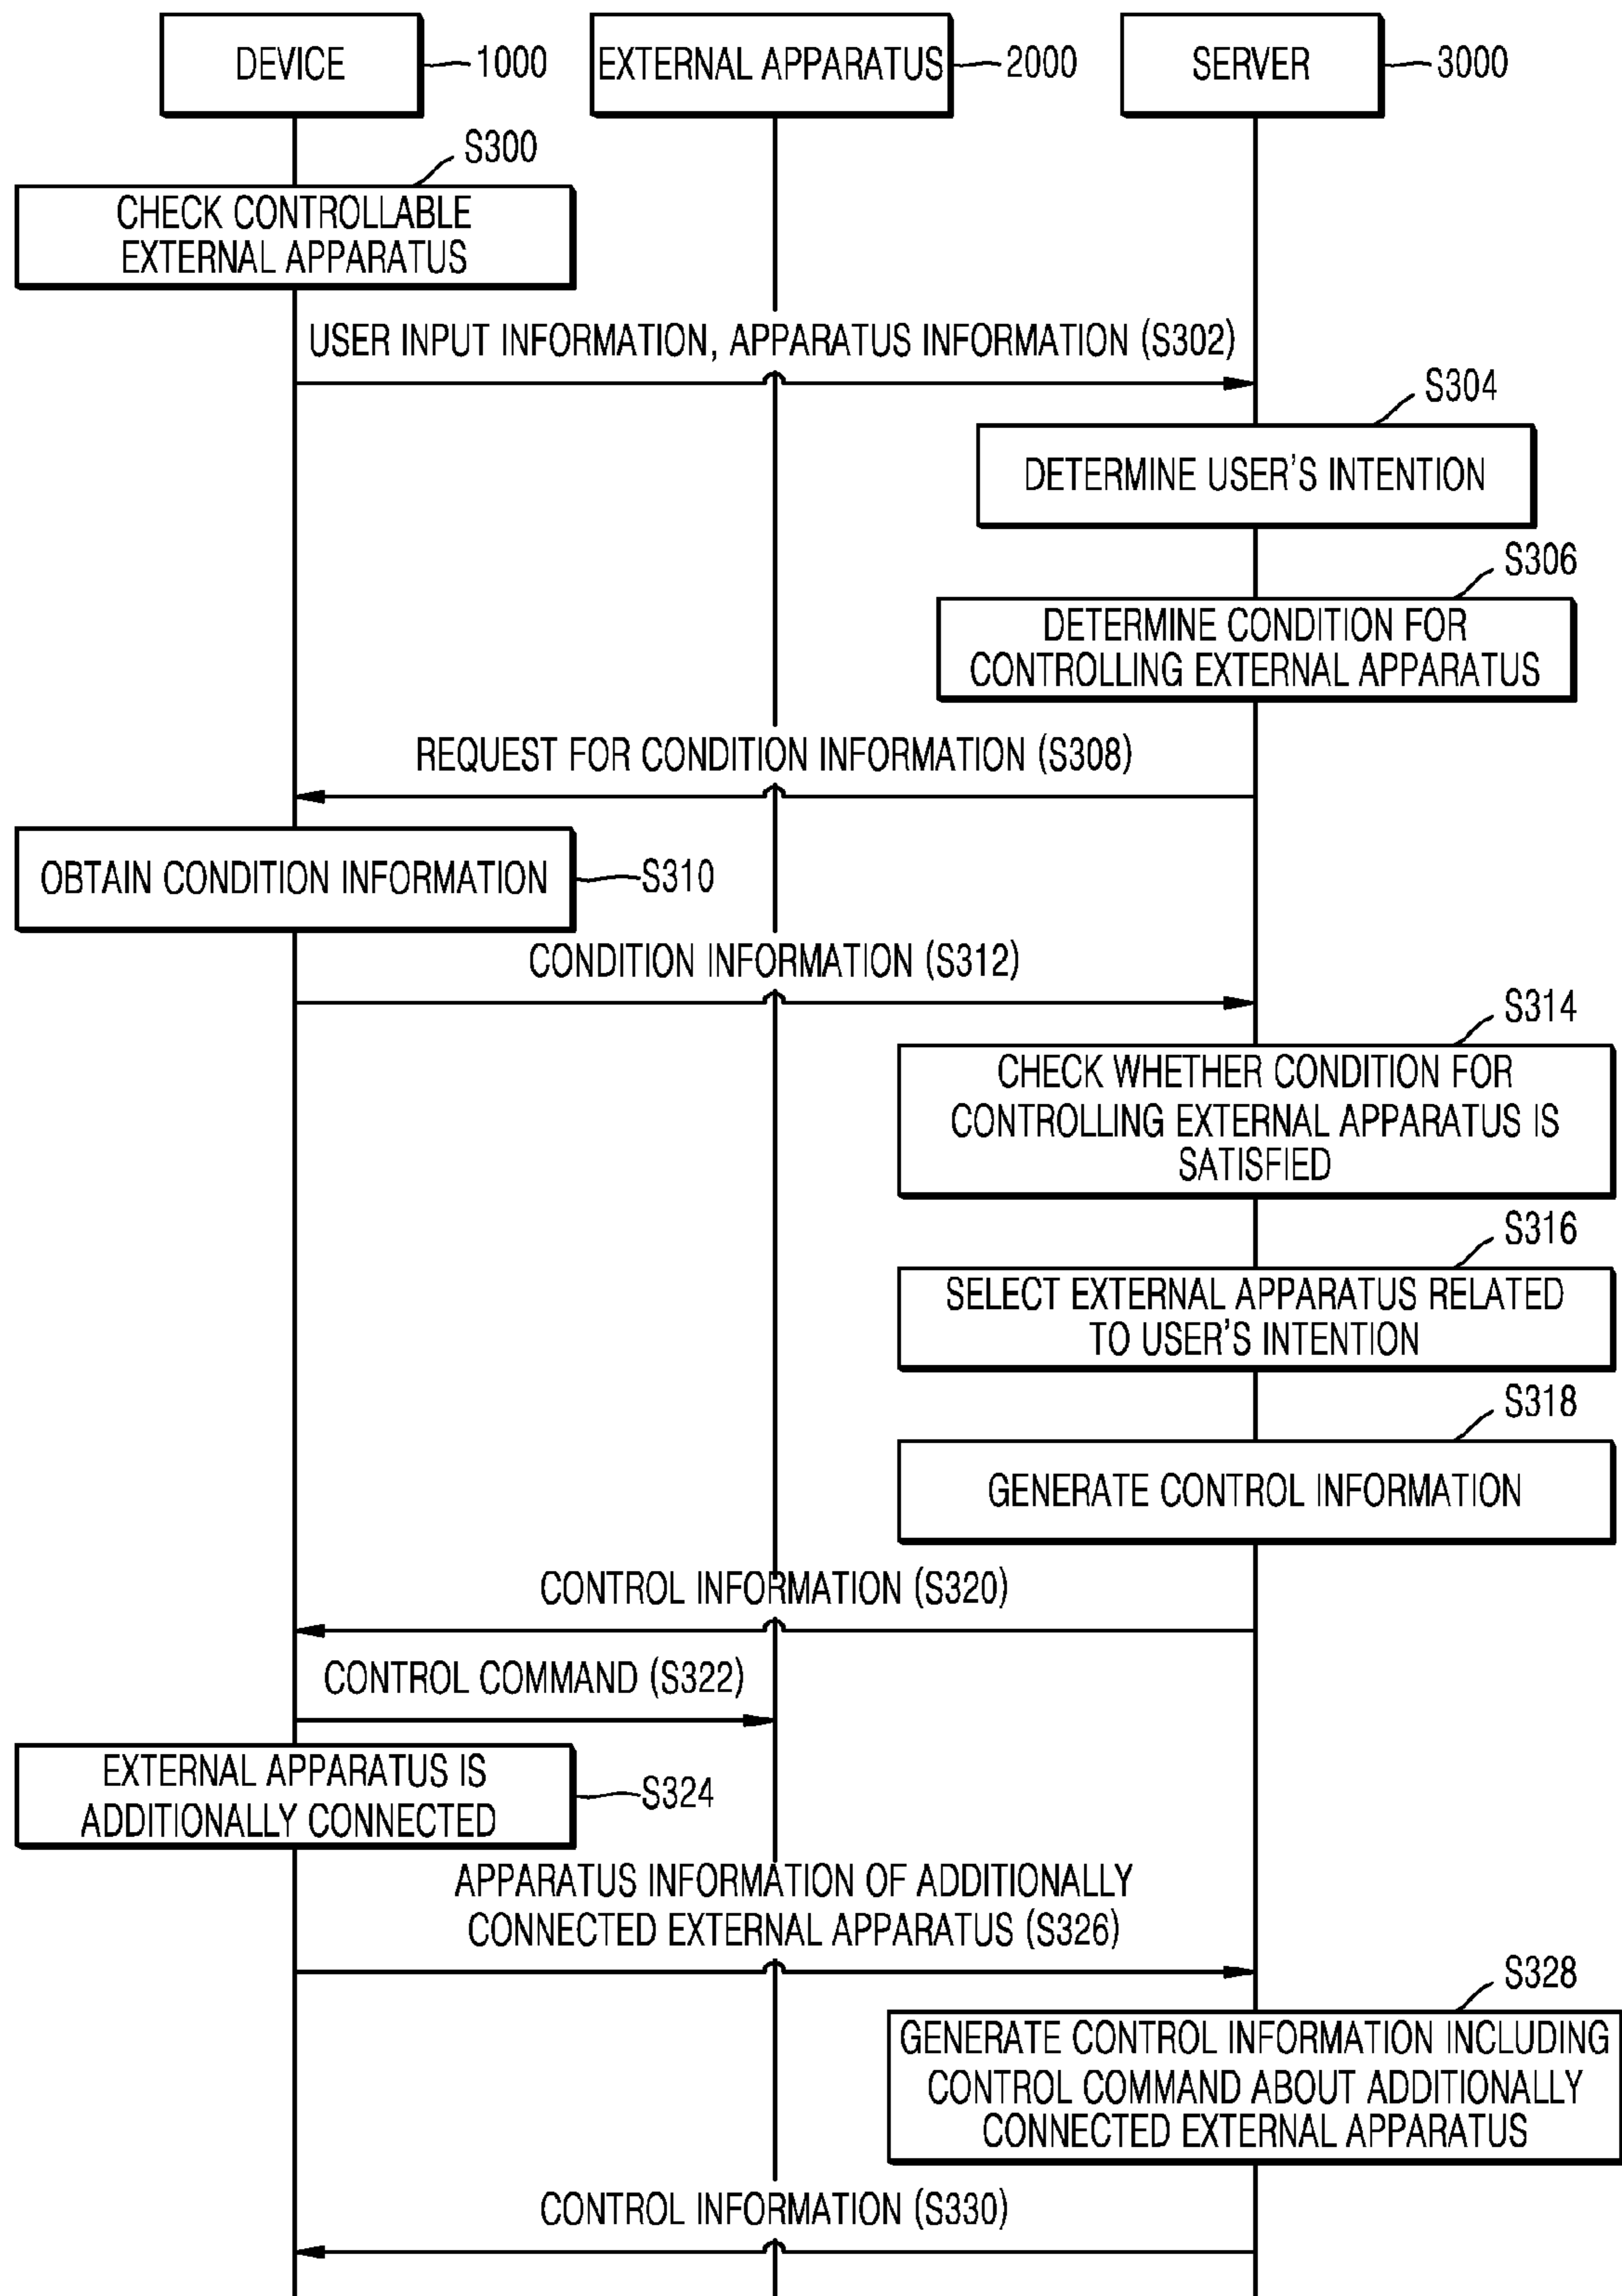 DEVICE
1000
EXTERNAL APPARATUS
2000
SERVER
3000
S300
CHECK CONTROLLABLE
EXTERNAL APPARATUS
USER INPUT INFORMATION, APPARATUS INFORMATION (S302)
S304
DETERMINE USER'S INTENTION
S306
DETERMINE CONDITION FOR
CONTROLLING EXTERNAL APPARATUS
REQUEST FOR CONDITION INFORMATION (S308)
OBTAIN CONDITION INFORMATION
S310
CONDITION INFORMATION (S312)
S314
CHECK WHETHER CONDITION FOR
CONTROLLING EXTERNAL APPARATUS IS
SATISFIED
S316
SELECT EXTERNAL APPARATUS RELATED
TO USER'S INTENTION
S318
GENERATE CONTROL INFORMATION
CONTROL INFORMATION (S320)
CONTROL COMMAND (S322)
EXTERNAL APPARATUS IS
ADDITIONALLY CONNECTED
S324
APPARATUS INFORMATION OF ADDITIONALLY
CONNECTED EXTERNAL APPARATUS (S326)
S328
GENERATE CONTROL INFORMATION INCLUDING
CONTROL COMMAND ABOUT ADDITIONALLY
CONNECTED EXTERNAL APPARATUS
CONTROL INFORMATION (S330)